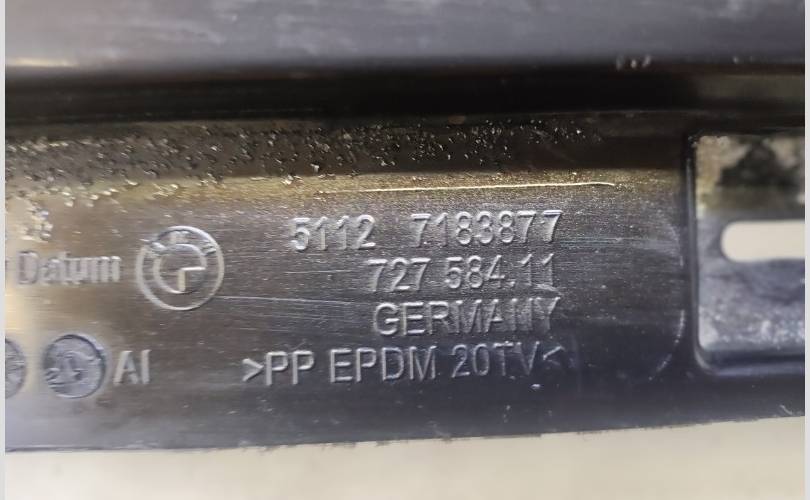 5112 7183877
Datum
727 584.11
GERMANY
AI
>PP EPDM 20TV<